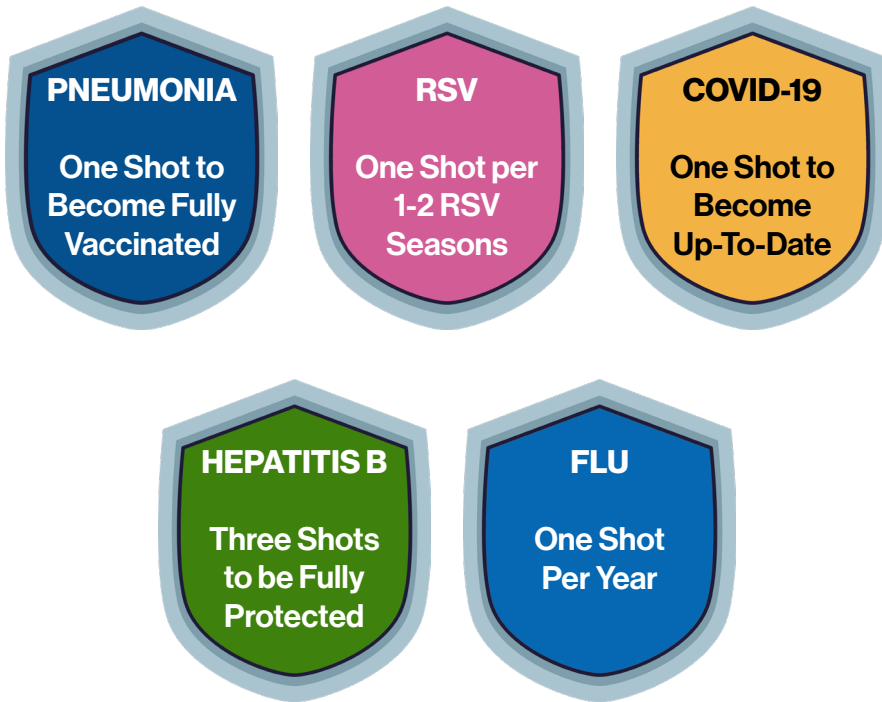 PNEUMONIA
One Shot to
Become Fully
Vaccinated
RSV
One Shot per
1-2 RSV
Seasons
COVID-19
One Shot to
Become
Up-To-Date
HEPATITIS B
Three Shots
to be Fully
Protected
FLU
One Shot
Per Year